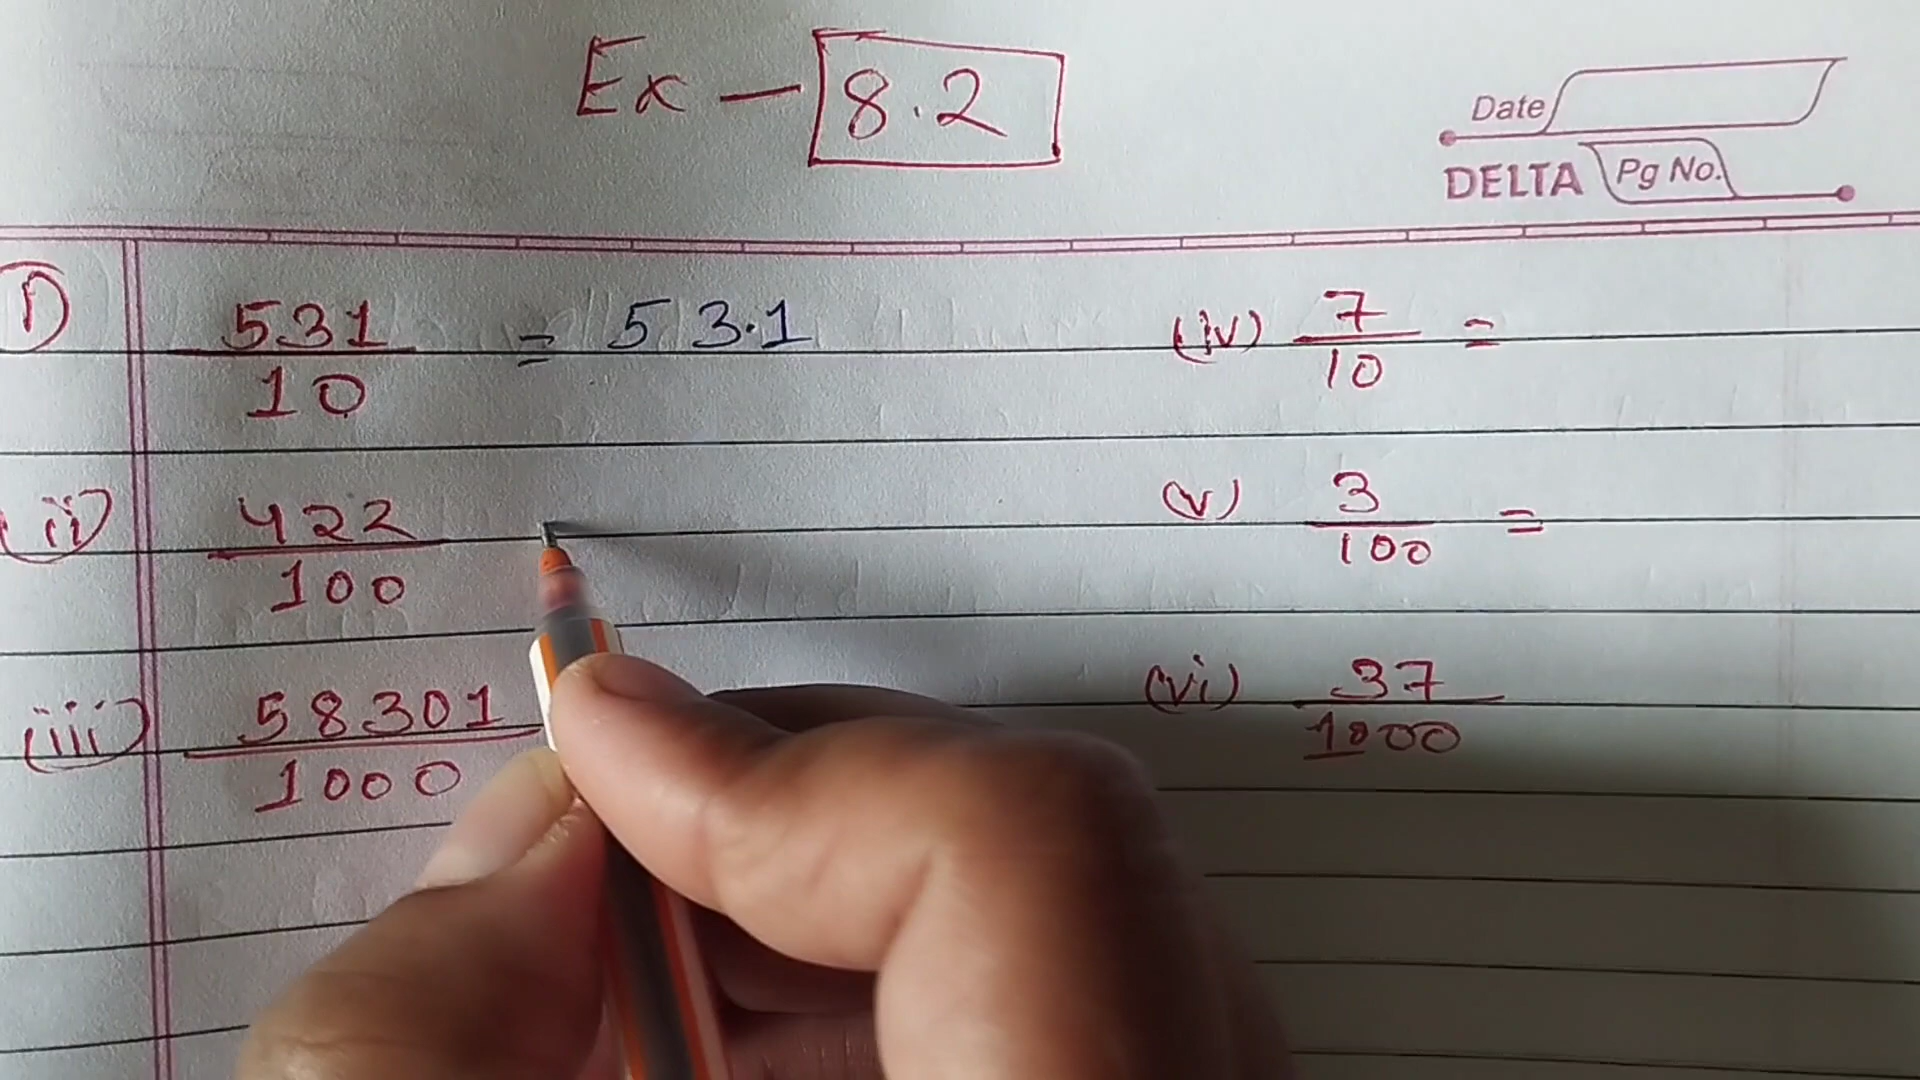 Ex - 8.2
Date
DELTA Pg No.
1) 531/10 = 53.1
(ii) 422/100
(iii) 58301/1000
(iv) 7/10 =
(v) 3/100 =
(vi) 37/1000